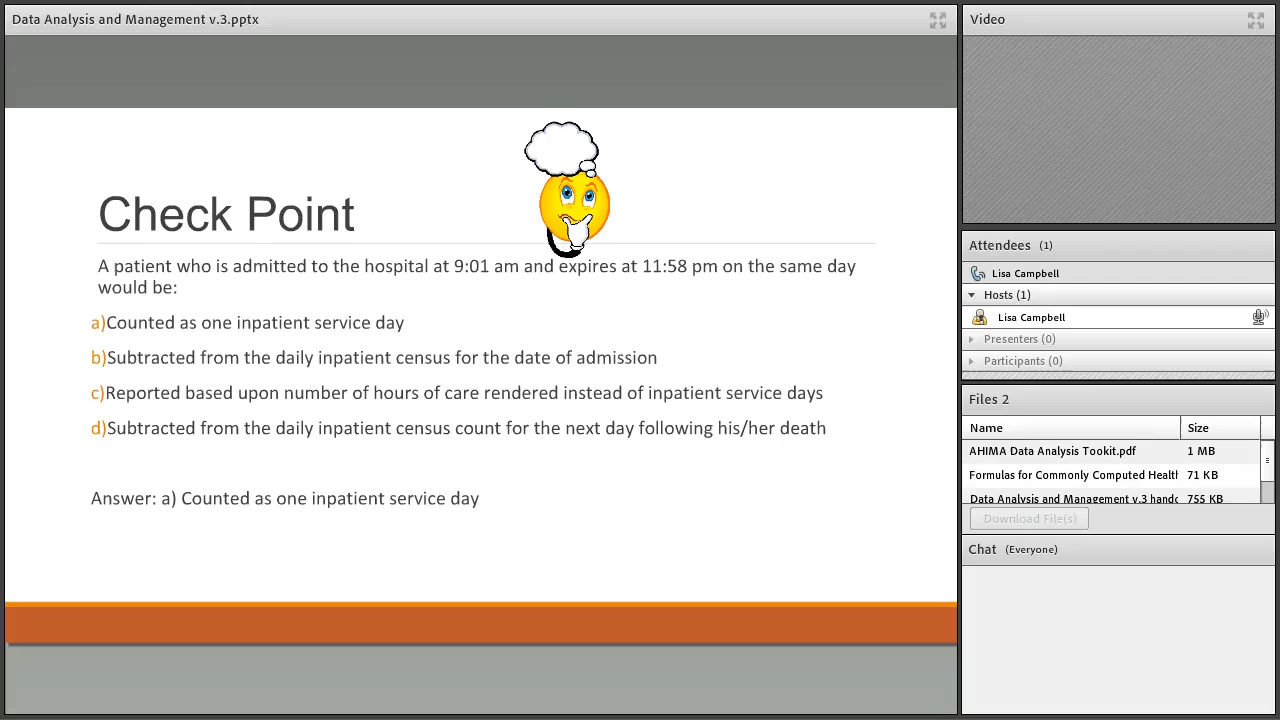 Data Analysis and Management v.3.pptx
Check Point
A patient who is admitted to the hospital at 9:01 am and expires at 11:58 pm on the same day
would be:
a)Counted as one inpatient service day
b)Subtracted from the daily inpatient census for the date of admission
c)Reported based upon number of hours of care rendered instead of inpatient service days
d)Subtracted from the daily inpatient census count for the next day following his/her death
Answer: a) Counted as one inpatient service day
Video
Attendees (1)
Lisa Campbell
Hosts (1)
Lisa Campbell
Presenters (0)
Participants (0)
Files 2
Name Size
AHIMA Data Analysis Tookit.pdf 1 MB
Formulas for Commonly Computed Healt 71 KB
Data Analysis and Management v.3 hand 755 KB
Download File(s)
Chat (Everyone)